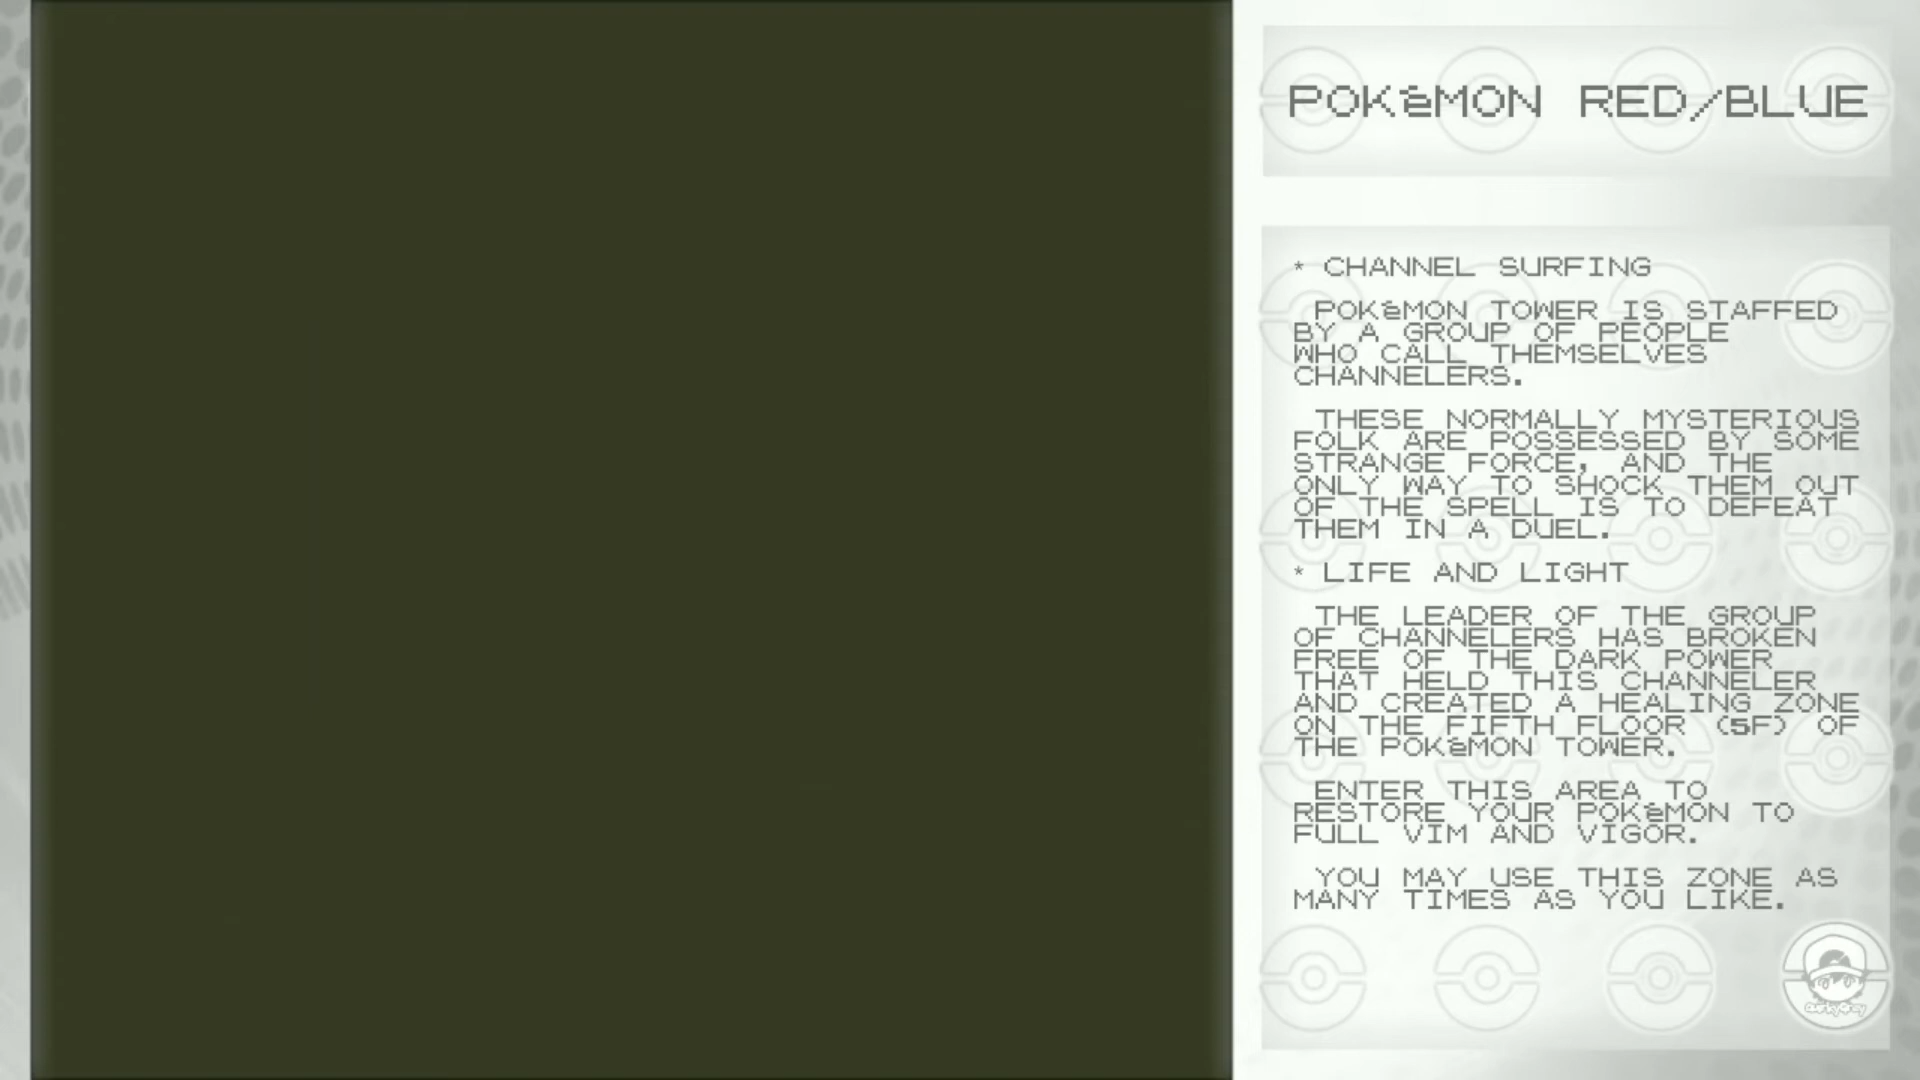 POKéMON RED/BLUE
* CHANNEL SURFING
POKéMON TOWER IS STAFFED
BY A GROUP OF PEOPLE
WHO CALL THEMSELVES
CHANNELERS.
THESE NORMALLY MYSTERIOUS
FOLK ARE POSSESSED BY SOME
STRANGE FORCE, AND THE
ONLY WAY TO SHOCK THEM OUT
OF THE SPELL IS TO DEFEAT
THEM IN A DUEL.
* LIFE AND LIGHT
THE LEADER OF THE GROUP
OF CHANNELERS HAS BROKEN
FREE OF THE DARK POWER
THAT HELD THIS CHANNELER
AND CREATED A HEALING ZONE
ON THE FIFTH FLOOR (5F) OF
THE POKéMON TOWER.
ENTER THIS AREA TO
RESTORE YOUR POKéMON TO
FULL VIM AND VIGOR.
YOU MAY USE THIS ZONE AS
MANY TIMES AS YOU LIKE.